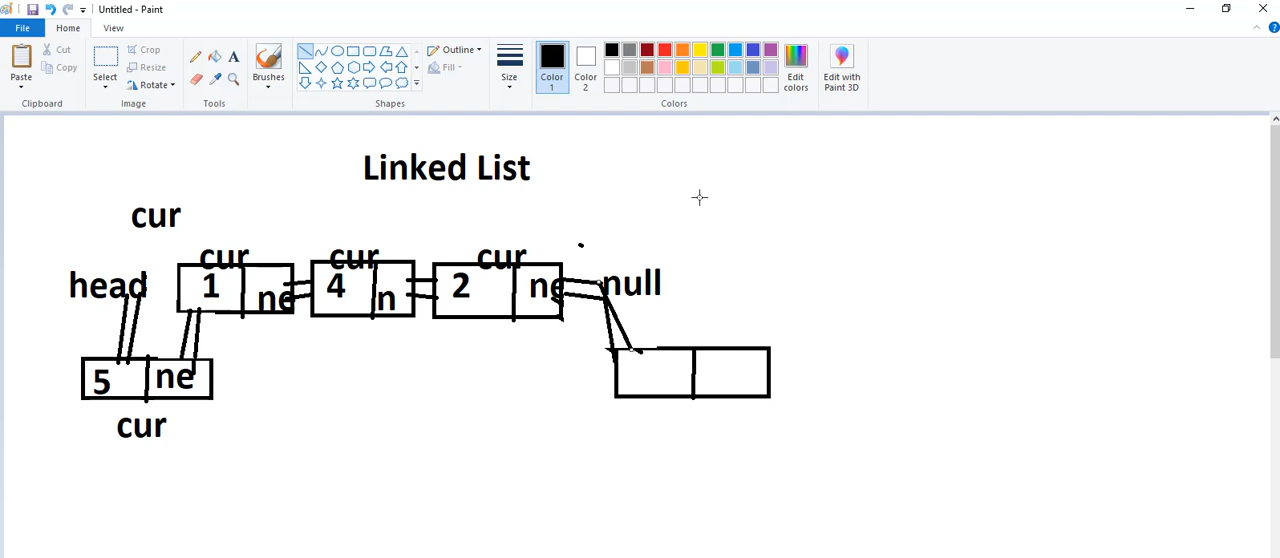 Untitled - Paint
File Home View
Cut
Crop
Outline
Copy
Resize
Fill
Paste Select Rotate Brushes Size Color 1 Color 2 Edit colors Edit with Paint 3D
Clipboard Image Tools Shapes Colors
Linked List
cur
cur cur cur
head 1 ne 4 n 2 ne null
5 ne
cur